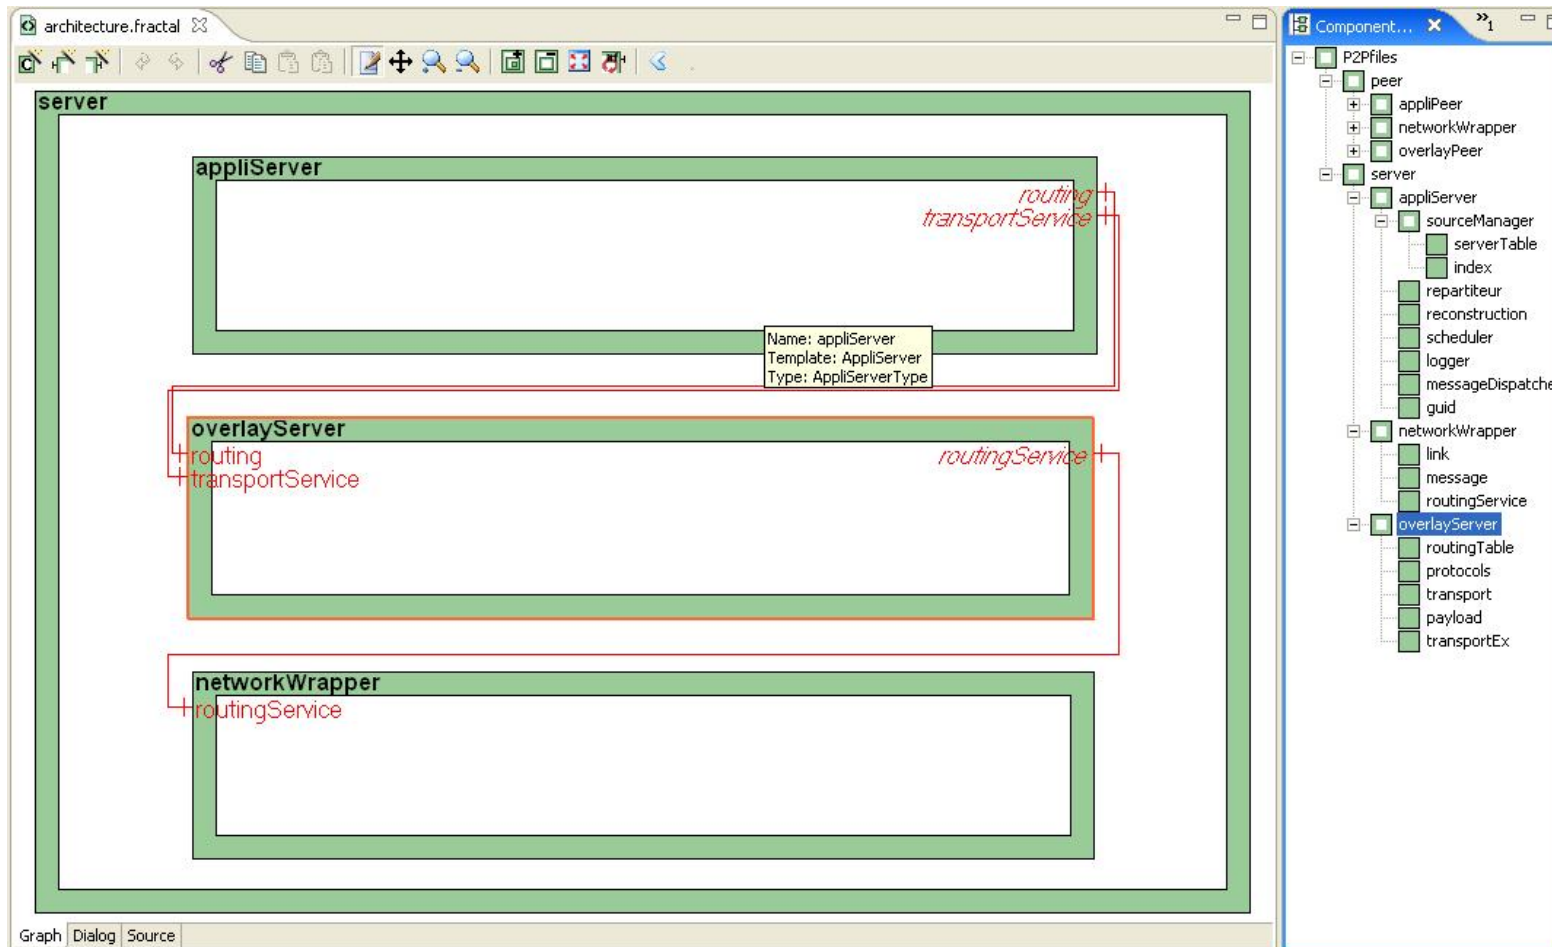 architecture.fractal
server
appliServer
routing
transportService
Name: appliServer
Template: AppliServer
Type: AppliServerType
overlayServer
routing
routingService
transportService
networkWrapper
routingService
Graph Dialog Source
Component... »1
P2Pfiles
peer
appliPeer
networkWrapper
overlayPeer
server
appliServer
sourceManager
serverTable
index
repartiteur
reconstruction
scheduler
logger
messageDispatche
guid
networkWrapper
link
message
routingService
overlayServer
routingTable
protocols
transport
payload
transportEx